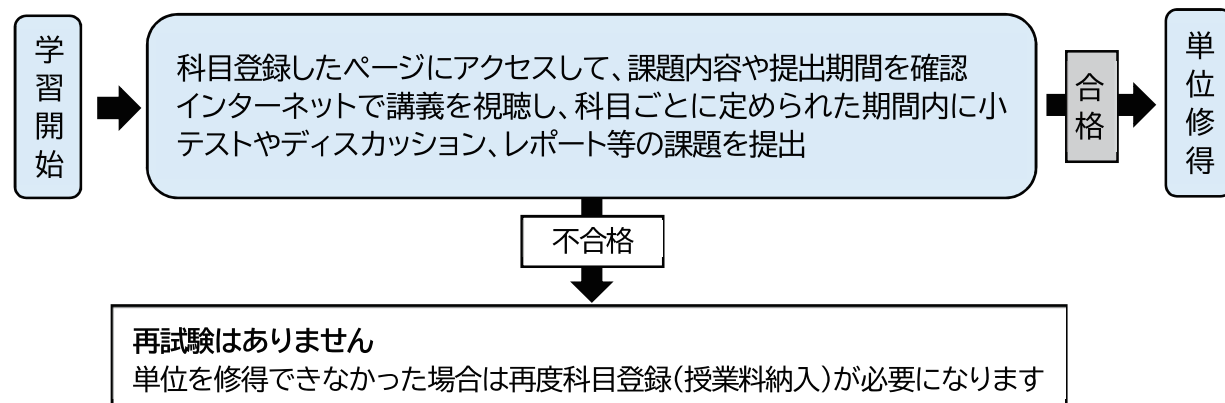 学習開始
科目登録したページにアクセスして、課題内容や提出期間を確認
インターネットで講義を視聴し、科目ごとに定められた期間内に小
テストやディスカッション、レポート等の課題を提出
合格
単位修得
不合格
再試験はありません
単位を修得できなかった場合は再度科目登録(授業料納入)が必要になります